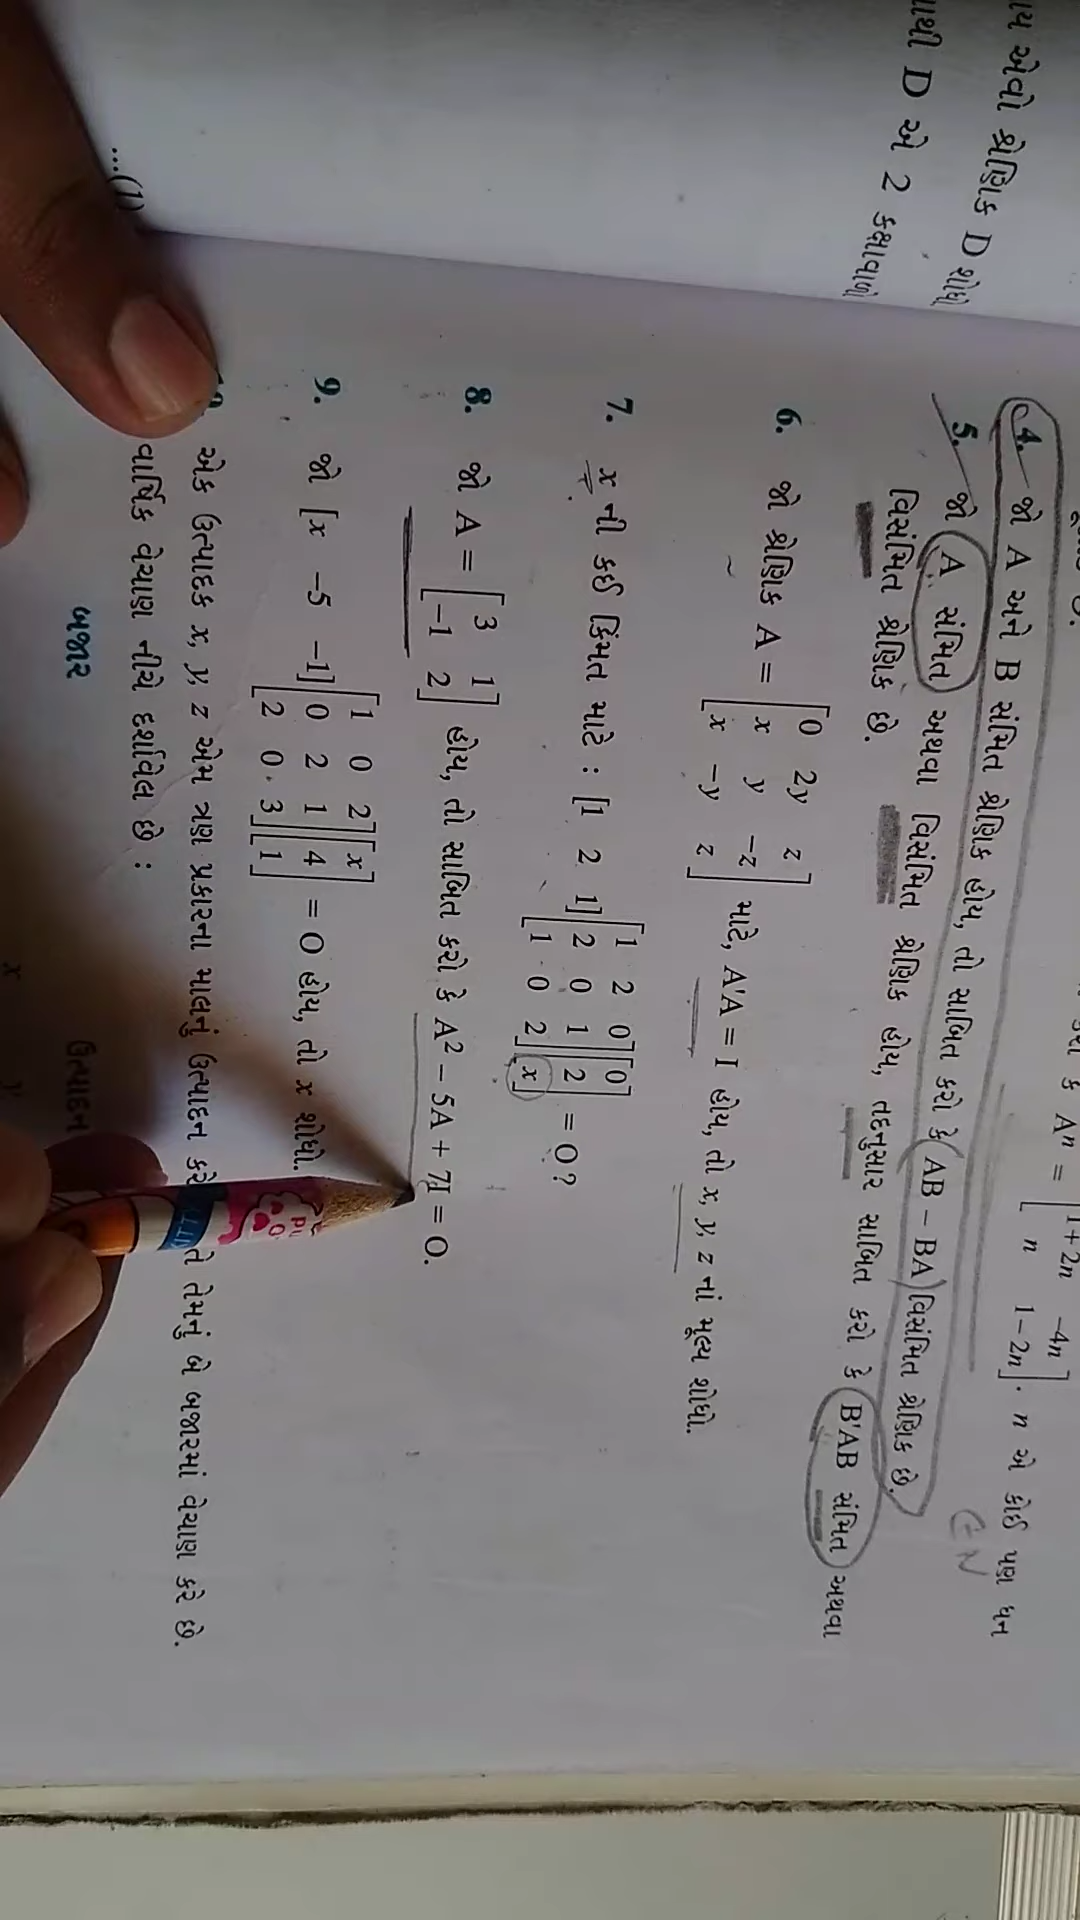 ય એવો શ્રેણિક D શોધો
થી D એ 2 કક્ષાવાળો
...(1)
કે Aⁿ = [1+2n −4n
n 1−2n]. n એ કોઈ પણ ધન
4. જો A અને B સંમિત શ્રેણિક હોય, તો સાબિત કરો કે (AB – BA) વિસંમિત શ્રેણિક છે.
5. જો A સંમિત અથવા વિસંમિત શ્રેણિક હોય, તદનુસાર સાબિત કરો કે B'AB સંમિત અથવા
વિસંમિત શ્રેણિક છે.
6. જો શ્રેણિક A = [0 2y z
x y −z
x −y z] માટે, A'A = I હોય, તો x, y, z નાં મૂલ્ય શોધો.
7. x ની કઈ કિંમત માટે : [1 2 1] [1 2 0
2 0 1
1 0 2] [0
2
x] = O ?
8. જો A = [3 1
−1 2] હોય, તો સાબિત કરો કે A² – 5A + 7I = O.
9. જો [x −5 −1] [1 0 2
0 2 1
2 0 3] [x
4
1] = O હોય, તો x શોધો.
એક ઉત્પાદક x, y, z એમ ત્રણ પ્રકારના માલનું ઉત્પાદન કરે તેમનું બે બજારમાં વેચાણ કરે છે.
વાર્ષિક વેચાણ નીચે દર્શાવેલ છે :
બજાર ઉત્પાદન
x y